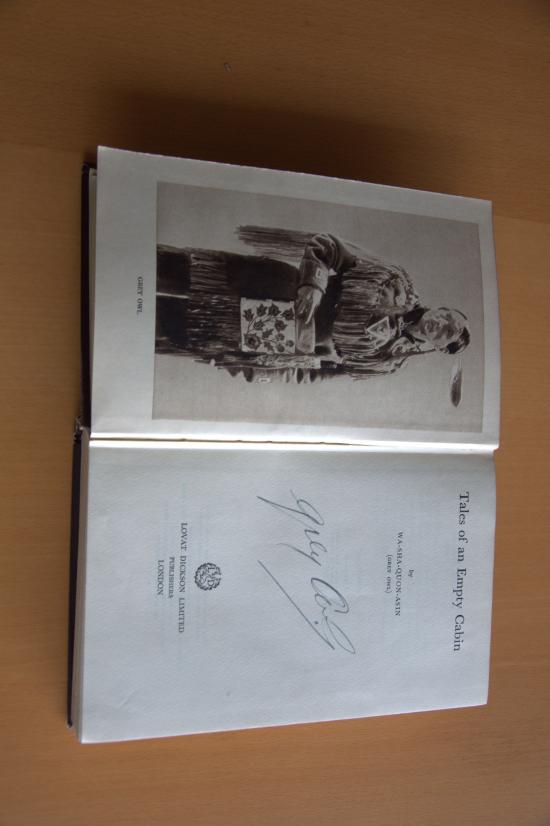 GREY OWL
Tales of an Empty Cabin
by
WA-SHA-QUON-ASIN
(GREY OWL)
Grey Owl
LOVAT DICKSON LIMITED
PUBLISHERS
LONDON